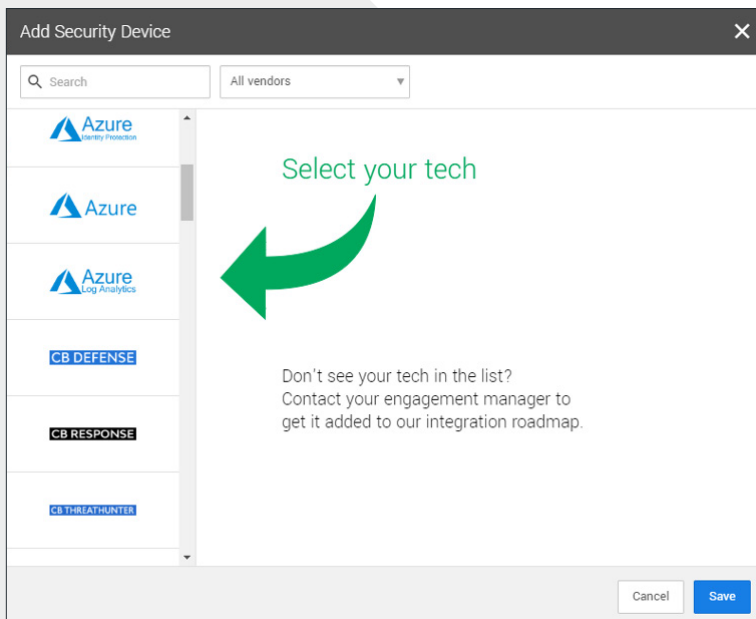 Add Security Device
Search
All vendors
Azure
Identity Protection
Azure
Azure
Log Analytics
CB DEFENSE
CB RESPONSE
CB THREATHUNTER
Select your tech
Don't see your tech in the list?
Contact your engagement manager to
get it added to our integration roadmap.
Cancel
Save